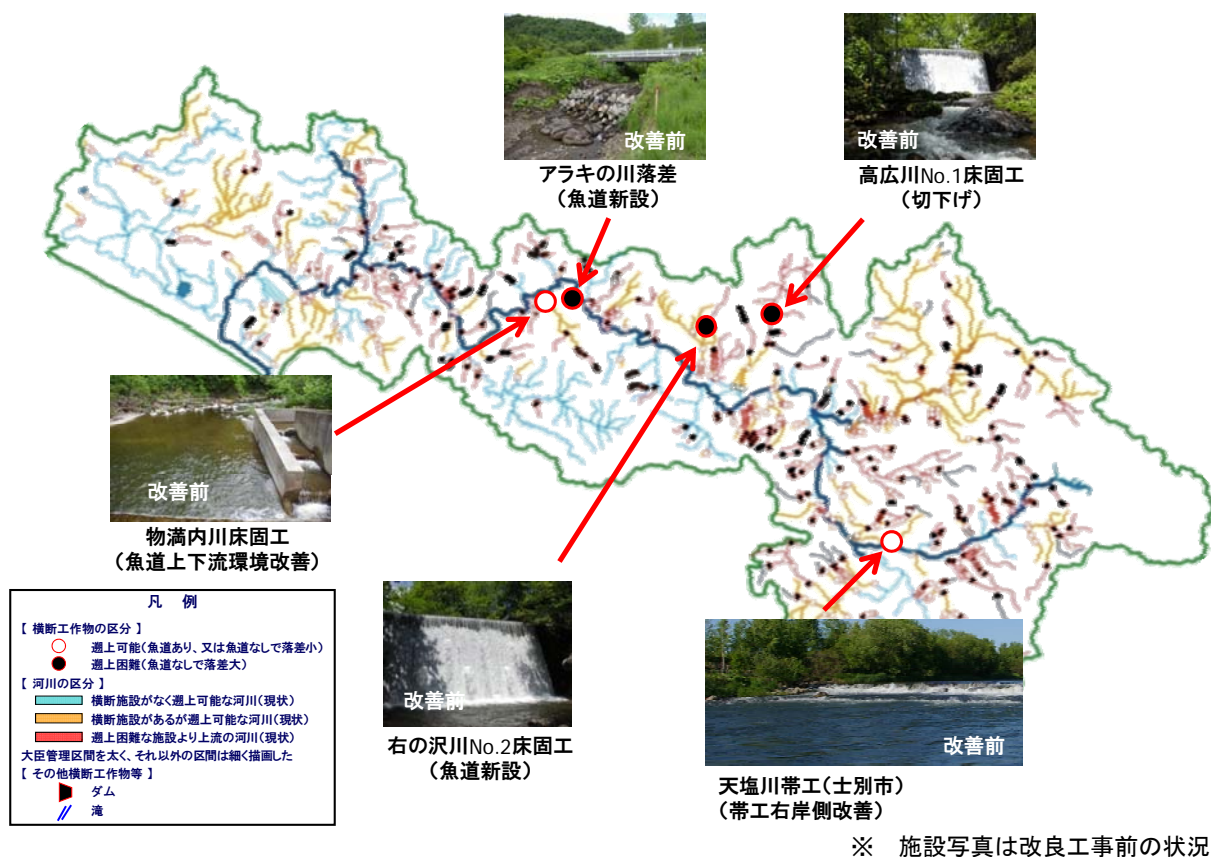 改善前
アラキの川落差
(魚道新設)
改善前
高広川No.1床固工
(切下げ)
改善前
物満内川床固工
(魚道上下流環境改善)
改善前
右の沢川No.2床固工
(魚道新設)
改善前
天塩川帯工(士別市)
(帯工右岸側改善)
凡 例
【 横断工作物の区分 】
遡上可能(魚道あり、又は魚道なしで落差小)
遡上困難(魚道なしで落差大)
【 河川の区分 】
横断施設がなく遡上可能な河川(現状)
横断施設があるが遡上可能な河川(現状)
遡上困難な施設より上流の河川(現状)
大臣管理区間を太く、それ以外の区間は細く描画した
【 その他横断工作物等 】
ダム
滝
※ 施設写真は改良工事前の状況